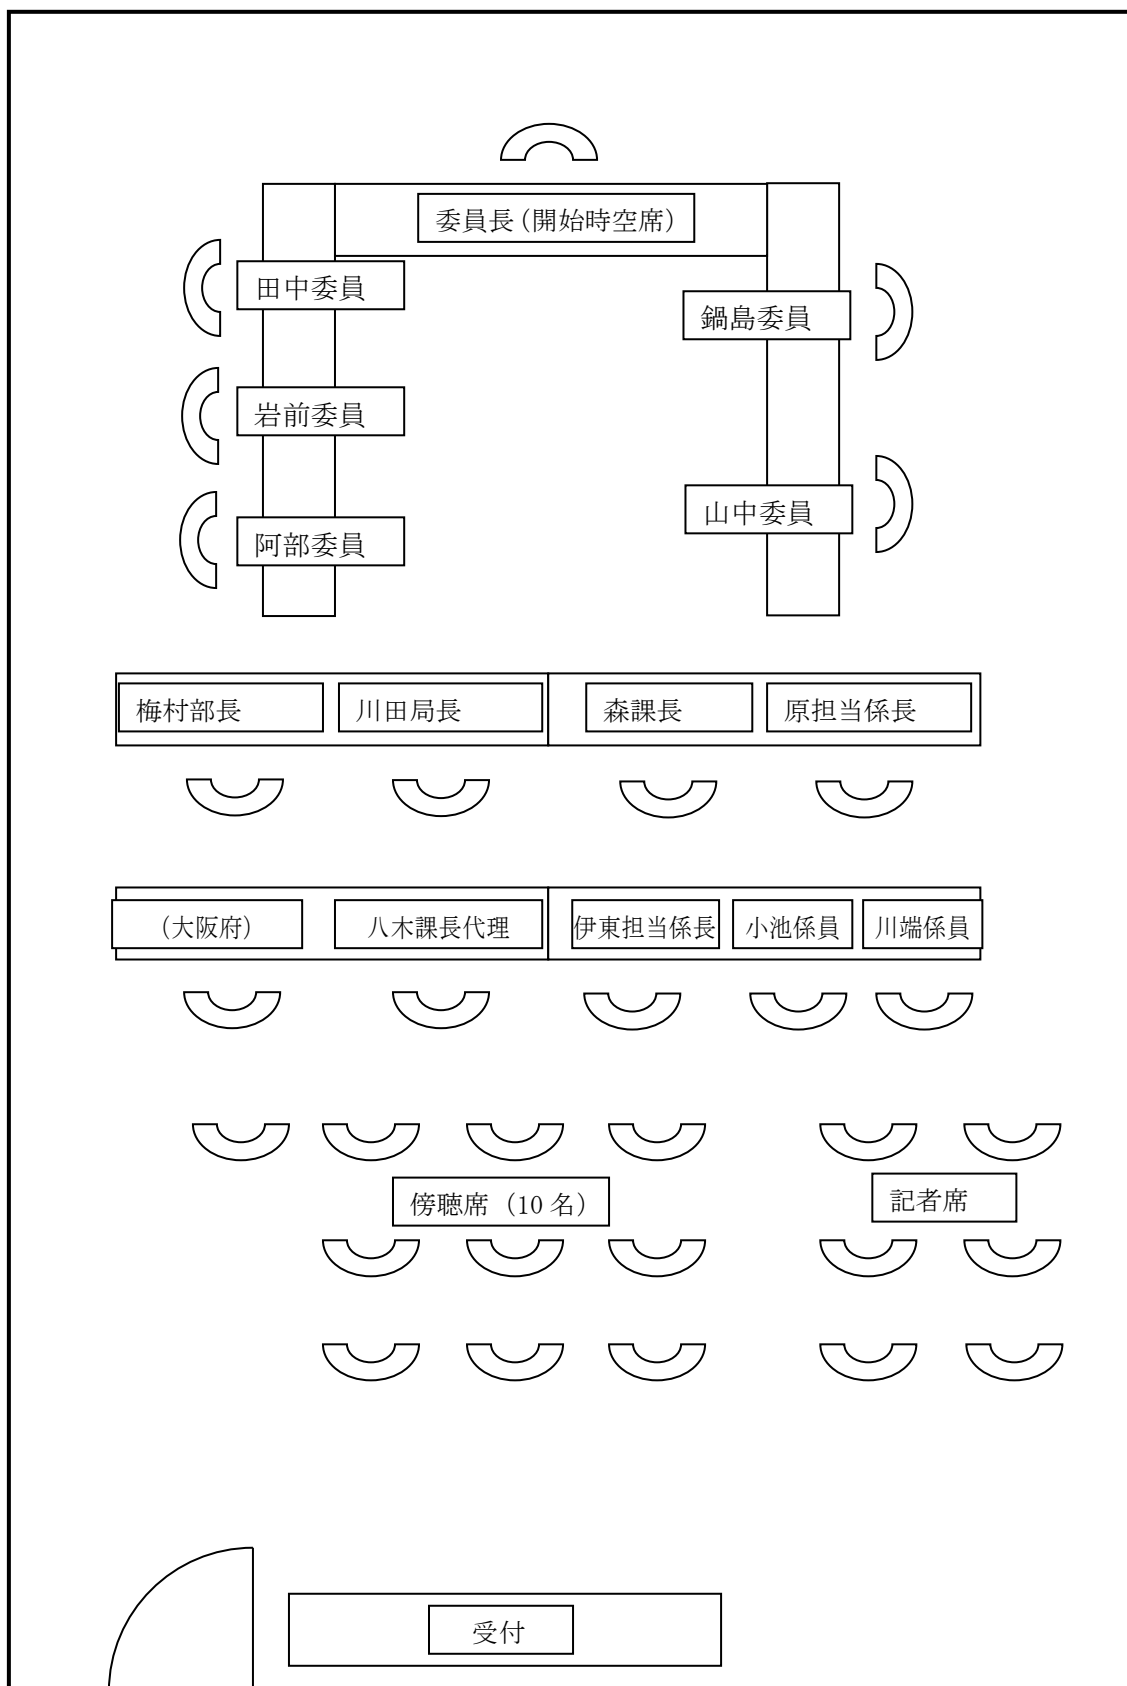 委員長（開始時空席）
田中委員
鍋島委員
岩前委員
山中委員
阿部委員
梅村部長
川田局長
森課長
原担当係長
（大阪府）
八木課長代理
伊東担当係長
小池係員
川端係員
傍聴席（10 名）
記者席
受付